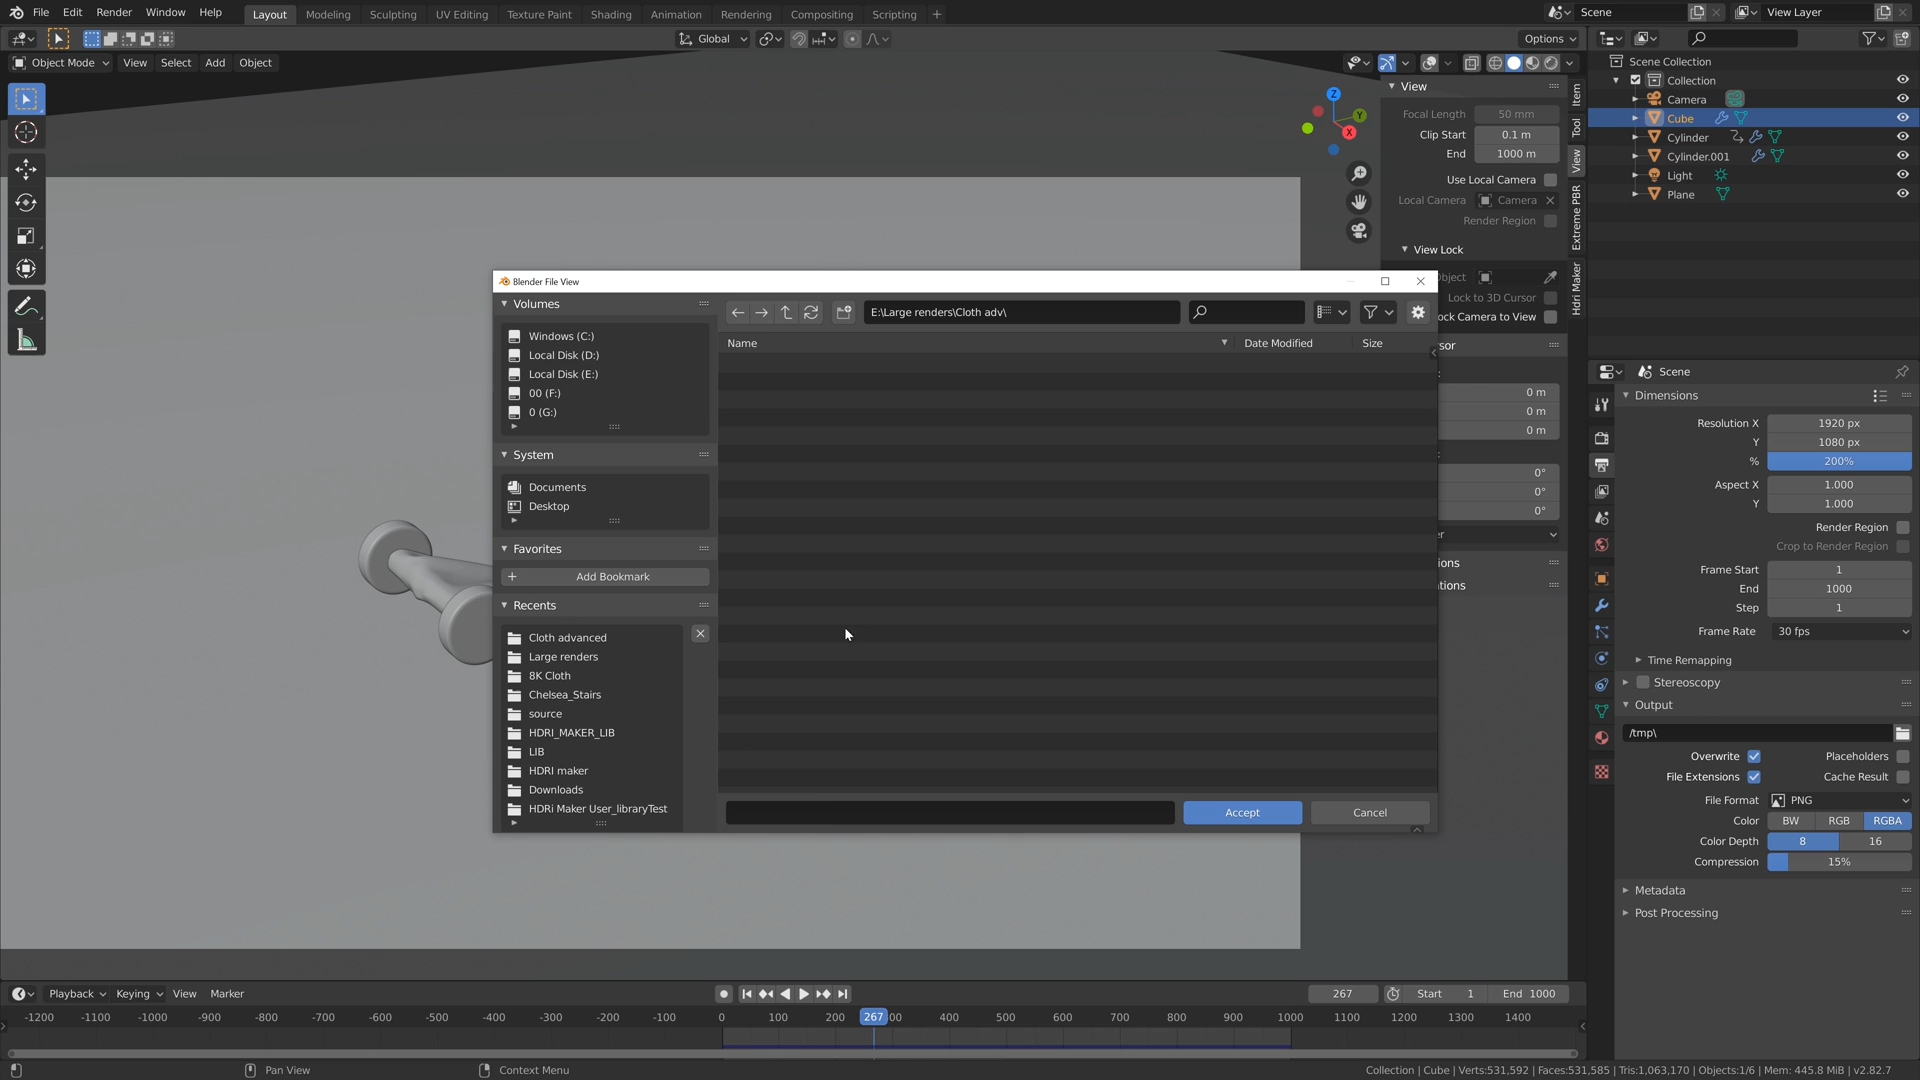 File Edit Render Window Help Layout Modeling Sculpting UV Editing Texture Paint Shading Animation Rendering Compositing Scripting + Scene View Layer
Global Options
Object Mode View Select Add Object
Scene Collection
Collection
Camera
Cube
Cylinder
Cylinder.001
Light
Plane
Z
Y
X
View
Focal Length 50 mm
Clip Start 0.1 m
End 1000 m
Use Local Camera
Local Camera Camera
Render Region
View Lock
bject
Lock to 3D Cursor
ock Camera to View
sor
:
0 m
0 m
0 m
:
0°
0°
0°
er
ions
tions
Item
Tool
View
Extreme PBR
Hdri Maker
Blender File View
Volumes
Windows (C:)
Local Disk (D:)
Local Disk (E:)
00 (F:)
0 (G:)
System
Documents
Desktop
Favorites
+ Add Bookmark
Recents
Cloth advanced
Large renders
8K Cloth
Chelsea_Stairs
source
HDRI_MAKER_LIB
LIB
HDRI maker
Downloads
HDRi Maker User_libraryTest
E:\Large renders\Cloth adv\
Name Date Modified Size
Accept Cancel
Scene
Dimensions
Resolution X 1920 px
Y 1080 px
% 200%
Aspect X 1.000
Y 1.000
Render Region
Crop to Render Region
Frame Start 1
End 1000
Step 1
Frame Rate 30 fps
Time Remapping
Stereoscopy
Output
/tmp\
Overwrite Placeholders
File Extensions Cache Result
File Format PNG
Color BW RGB RGBA
Color Depth 8 16
Compression 15%
Metadata
Post Processing
Playback Keying View Marker 267 Start 1 End 1000
-1200 -1100 -1000 -900 -800 -700 -600 -500 -400 -300 -200 -100 0 100 200 267 00 400 500 600 700 800 900 1000 1100 1200 1300 1400
Pan View Context Menu Collection | Cube | Verts:531,592 | Faces:531,585 | Tris:1,063,170 | Objects:1/6 | Mem: 445.8 MiB | v2.82.7